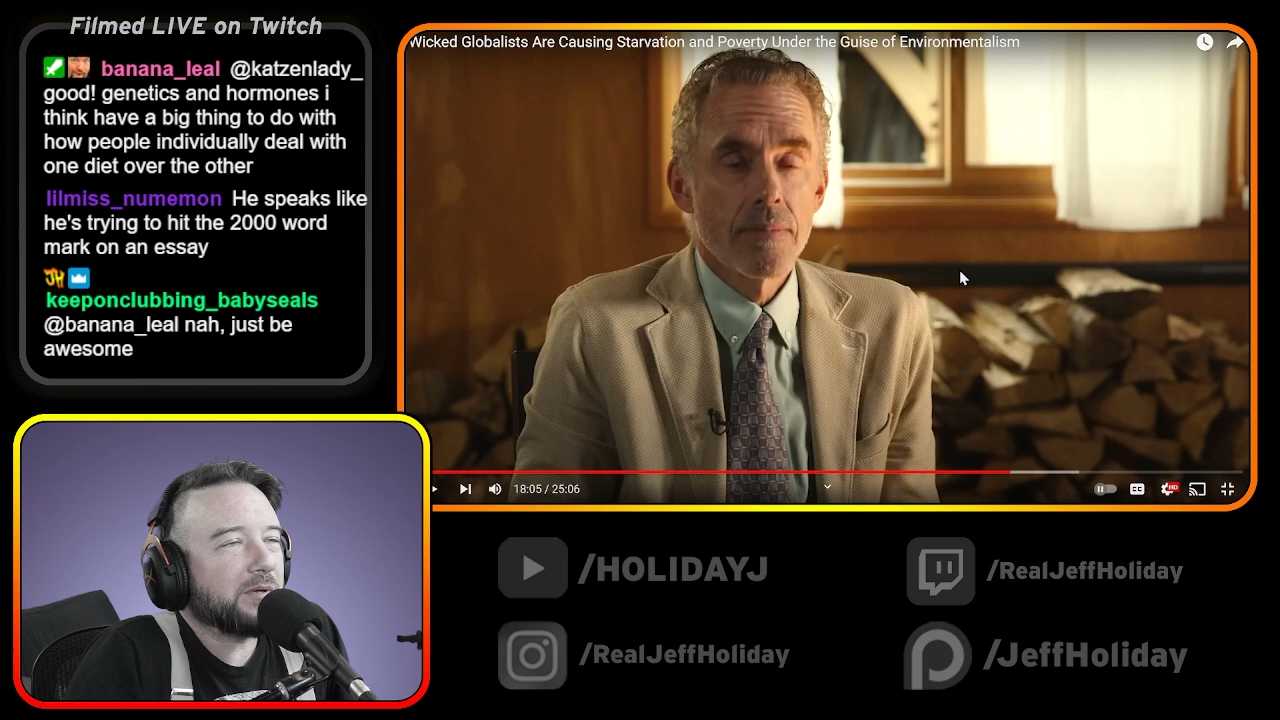 Filmed LIVE on Twitch
banana_leal @katzenlady_
good! genetics and hormones i
think have a big thing to do with
how people individually deal with
one diet over the other
lilmiss_numemon He speaks like
he's trying to hit the 2000 word
mark on an essay
JH
keeponclubbing_babyseals
@banana_leal nah, just be
awesome
Wicked Globalists Are Causing Starvation and Poverty Under the Guise of Environmentalism
18:05 / 25:06
CC
HD
/HOLIDAYJ
/RealJeffHoliday
/RealJeffHoliday
/JeffHoliday